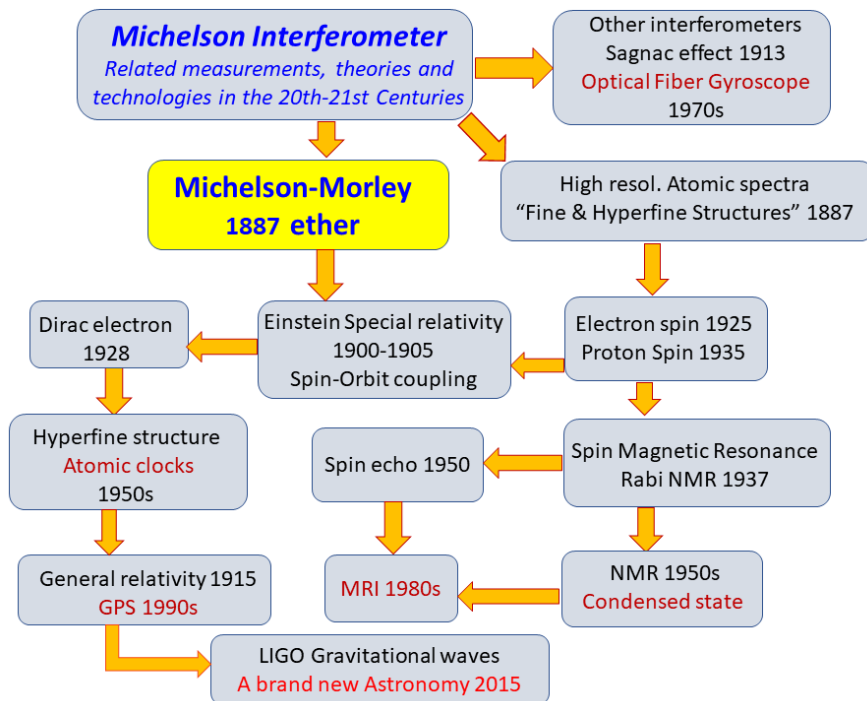 Michelson Interferometer
Related measurements, theories and
technologies in the 20th-21st Centuries
Other interferometers
Sagnac effect 1913
Optical Fiber Gyroscope
1970s
Michelson-Morley
1887 ether
High resol. Atomic spectra
“Fine & Hyperfine Structures” 1887
Dirac electron
1928
Einstein Special relativity
1900-1905
Spin-Orbit coupling
Electron spin 1925
Proton Spin 1935
Hyperfine structure
Atomic clocks
1950s
Spin echo 1950
Spin Magnetic Resonance
Rabi NMR 1937
General relativity 1915
GPS 1990s
MRI 1980s
NMR 1950s
Condensed state
LIGO Gravitational waves
A brand new Astronomy 2015